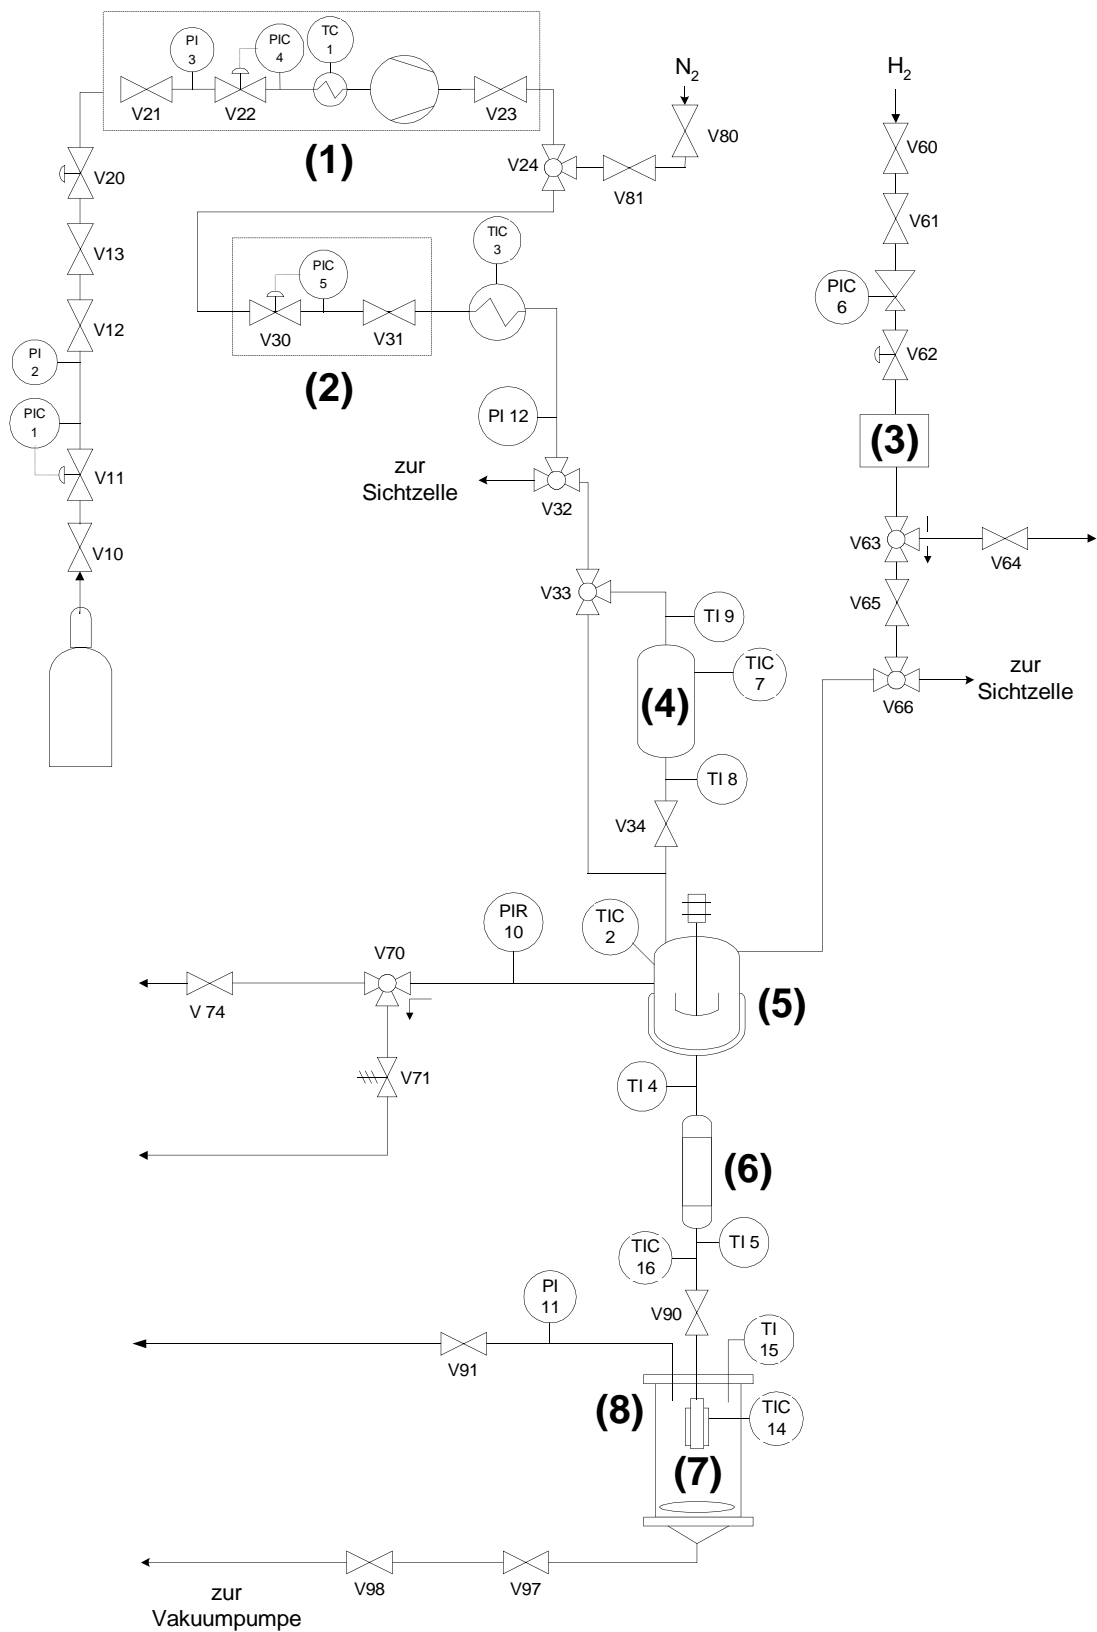 PI
3
PIC
4
TC
1
V21
V22
V23
(1)
N2
V80
H2
V60
V20
V24
V81
V61
V13
TIC
3
PIC
5
PIC
6
V12
V30
V31
V62
PI
2
(2)
PIC
1
PI 12
(3)
V11
zur
Sichtzelle
V32
V10
V63
V64
V33
V65
TI 9
TIC
7
zur
Sichtzelle
(4)
V66
TI 8
V34
PIR
10
TIC
2
V70
V 74
(5)
V71
TI 4
(6)
TIC
16
TI 5
PI
11
V90
TI
15
V91
(8)
TIC
14
(7)
V98
V97
zur
Vakuumpumpe